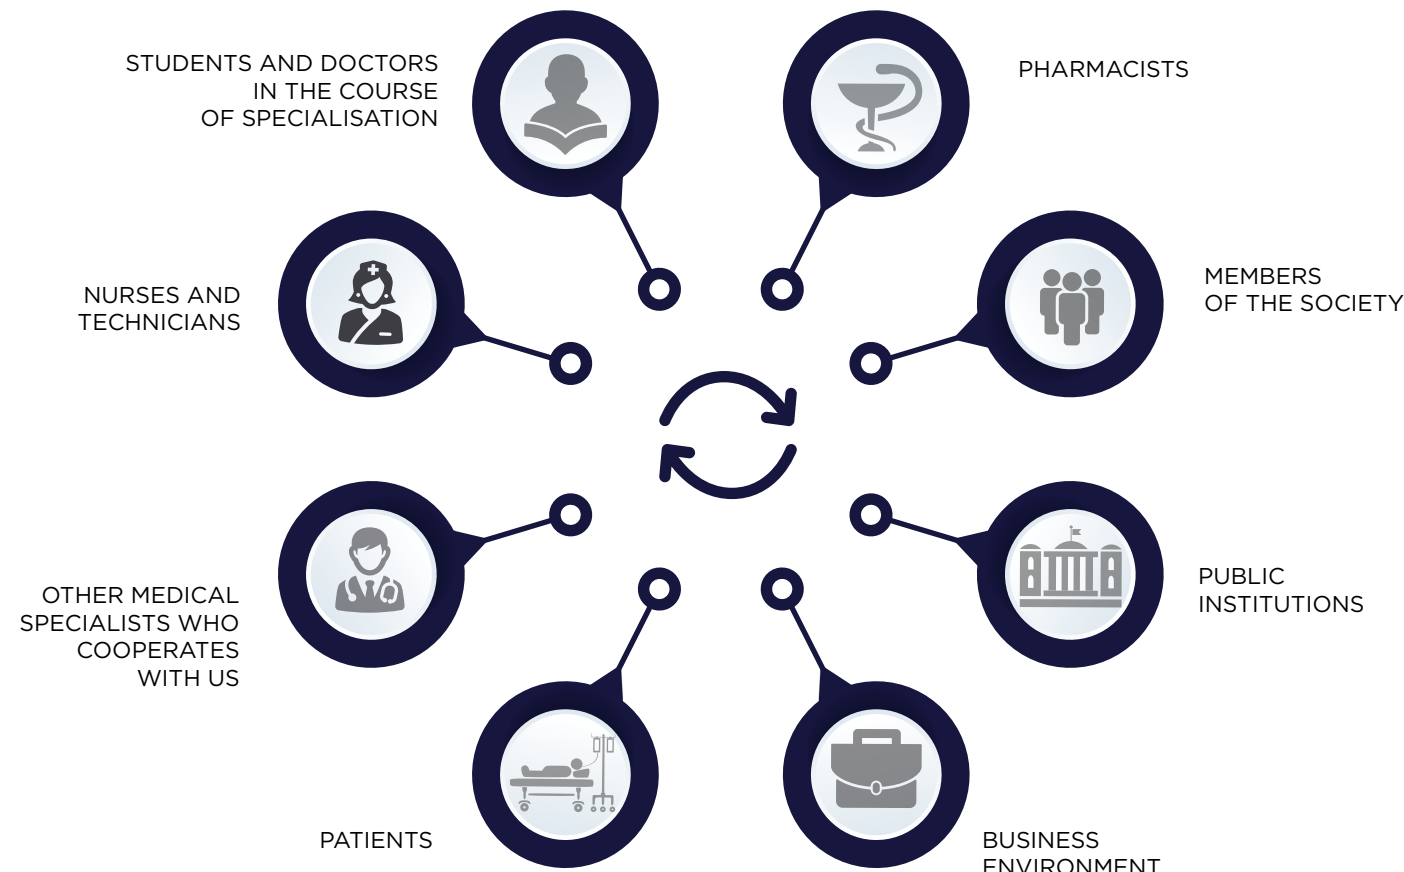 STUDENTS AND DOCTORS
IN THE COURSE
OF SPECIALISATION
PHARMACISTS
NURSES AND
TECHNICIANS
MEMBERS
OF THE SOCIETY
OTHER MEDICAL
SPECIALISTS WHO
COOPERATES
WITH US
PUBLIC
INSTITUTIONS
PATIENTS
BUSINESS
ENVIRONMENT